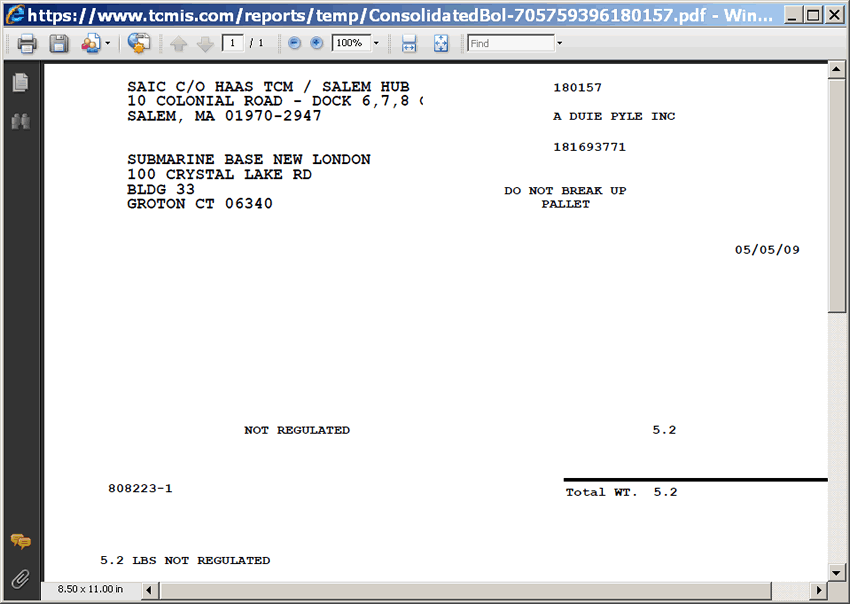 https://www.tcmis.com/reports/temp/ConsolidatedBol-705759396180157.pdf - Win...
1 / 1
100%
Find
SAIC C/O HAAS TCM / SALEM HUB
10 COLONIAL ROAD - DOCK 6,7,8
SALEM, MA 01970-2947
180157
A DUIE PYLE INC
181693771
SUBMARINE BASE NEW LONDON
100 CRYSTAL LAKE RD
BLDG 33
GROTON CT 06340
DO NOT BREAK UP
PALLET
05/05/09
NOT REGULATED 5.2
808223-1
Total WT. 5.2
5.2 LBS NOT REGULATED
8.50 x 11.00 in